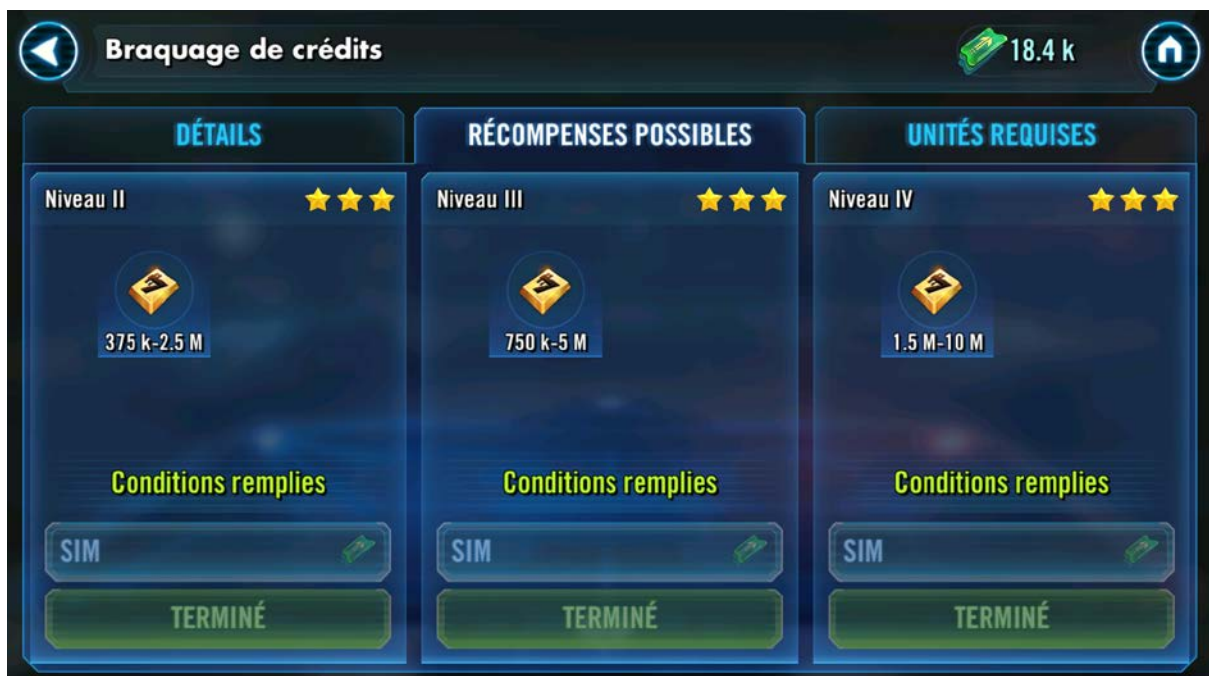 Braquage de crédits
18.4 k
DÉTAILS
RÉCOMPENSES POSSIBLES
UNITÉS REQUISES
Niveau II
375 k-2.5 M
Conditions remplies
SIM
TERMINÉ
Niveau III
750 k-5 M
Conditions remplies
SIM
TERMINÉ
Niveau IV
1.5 M-10 M
Conditions remplies
SIM
TERMINÉ